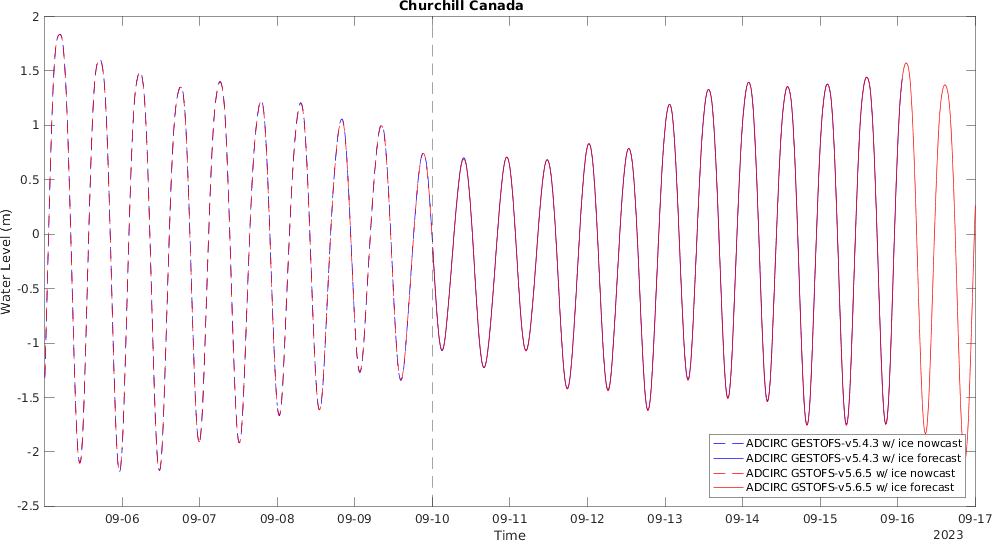 Churchill Canada
2
1.5
1
0.5
0
-0.5
-1
-1.5
-2
-2.5
Water Level (m)
ADCIRC GESTOFS-v5.4.3 w/ ice nowcast
ADCIRC GESTOFS-v5.4.3 w/ ice forecast
ADCIRC GSTOFS-v5.6.5 w/ ice nowcast
ADCIRC GSTOFS-v5.6.5 w/ ice forecast
09-06 09-07 09-08 09-09 09-10 09-11 09-12 09-13 09-14 09-15 09-16 09-17
Time 2023